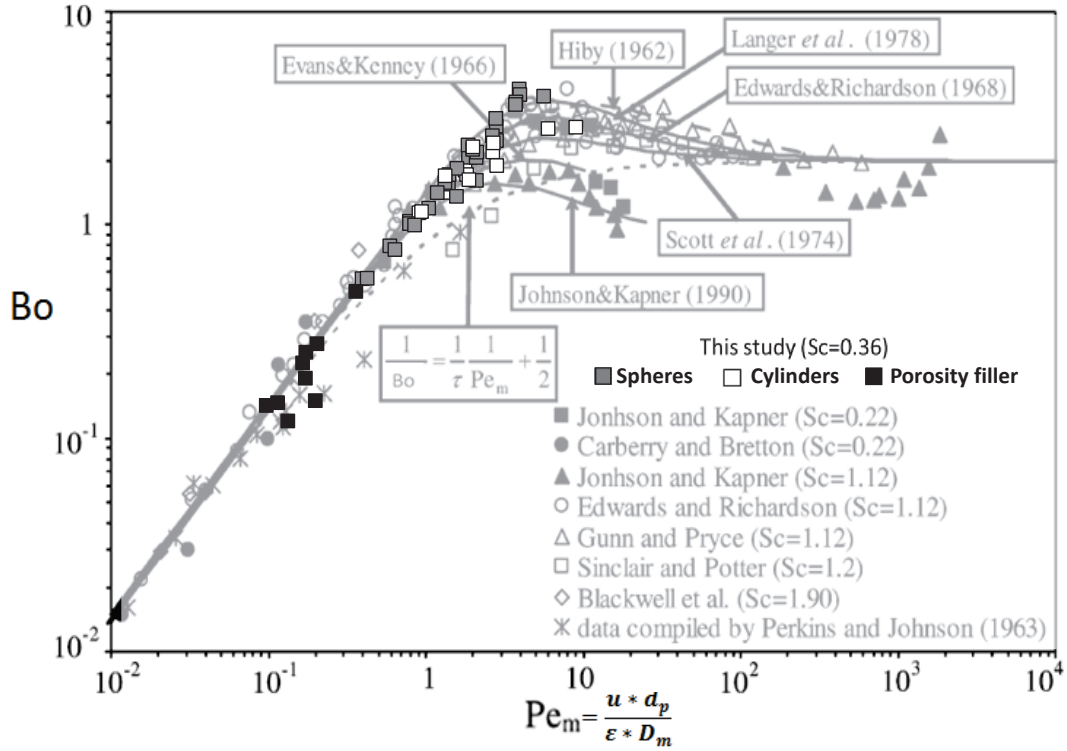 10
Hiby (1962)
Langer et al. (1978)
Evans&Kenney (1966)
Edwards&Richardson (1968)
1
Scott et al. (1974)
Johnson&Kapner (1990)
Bo
1/Bo = 1/τ 1/Pem + 1/2
This study (Sc=0.36)
Spheres Cylinders Porosity filler
10-1
Jonhson and Kapner (Sc=0.22)
Carberry and Bretton (Sc=0.22)
Jonhson and Kapner (Sc=1.12)
Edwards and Richardson (Sc=1.12)
Gunn and Pryce (Sc=1.12)
Sinclair and Potter (Sc=1.2)
Blackwell et al. (Sc=1.90)
data compiled by Perkins and Johnson (1963)
10-2
10-2 10-1 1 10 102 103 104
Pem= u * dp / ε * Dm